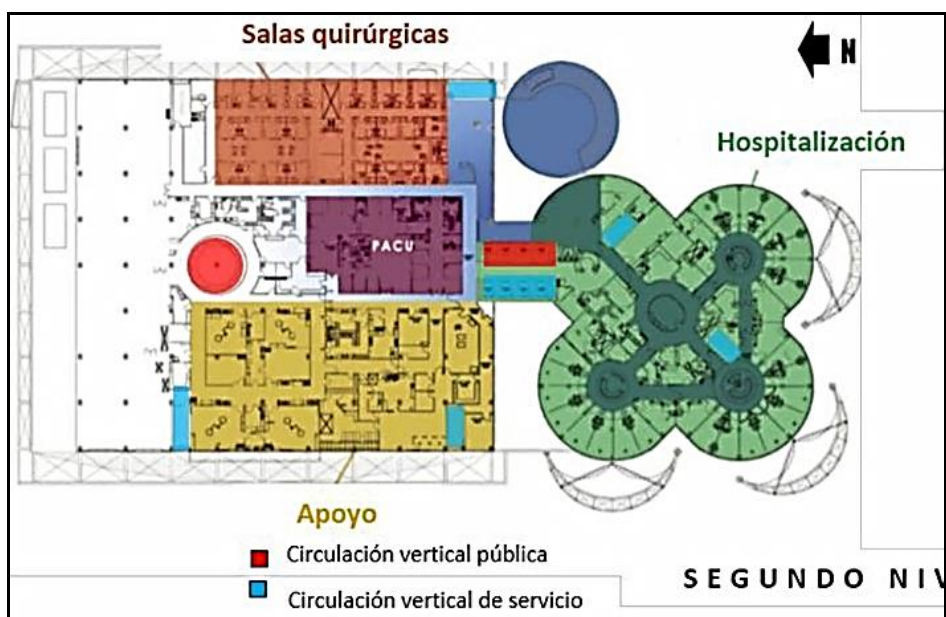 Salas quirúrgicas
N
Hospitalización
PACU
Apoyo
Circulación vertical pública
Circulación vertical de servicio
SEGUNDO NIV